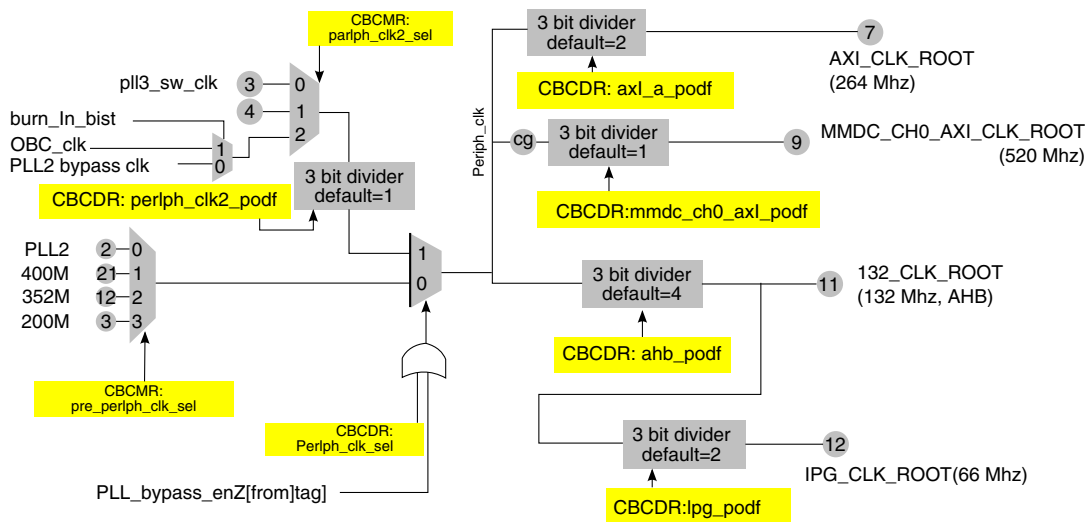 CBCMR:
parlph_clk2_sel
pll3_sw_clk
3
0
4
1
2
burn_In_bist
OBC_clk
PLL2 bypass clk
1
0
CBCDR: perlph_clk2_podf
3 bit divider
default=1
PLL2
2
0
400M
21
1
352M
12
2
200M
3
3
CBCMR:
pre_perlph_clk_sel
1
0
CBCDR:
Perlph_clk_sel
PLL_bypass_enZ[from]tag]
Perlph_clk
3 bit divider
default=2
7
AXI_CLK_ROOT
(264 Mhz)
CBCDR: axl_a_podf
cg
3 bit divider
default=1
9
MMDC_CH0_AXI_CLK_ROOT
(520 Mhz)
CBCDR:mmdc_ch0_axl_podf
3 bit divider
default=4
11
132_CLK_ROOT
(132 Mhz, AHB)
CBCDR: ahb_podf
3 bit divider
default=2
12
IPG_CLK_ROOT(66 Mhz)
CBCDR:lpg_podf